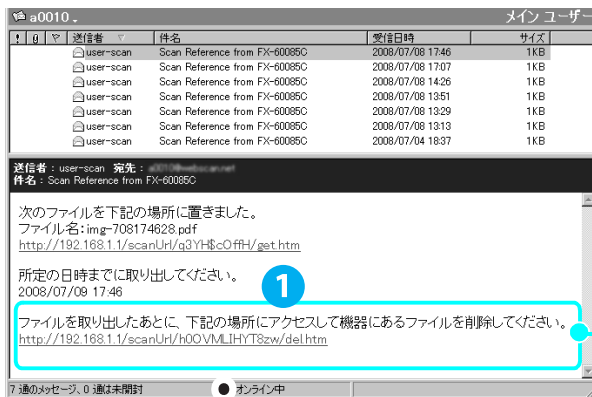 a0010 メイン ユーザー
! 送信者 件名 受信日時 サイズ
user-scan Scan Reference from FX-60085C 2008/07/08 17:46 1KB
user-scan Scan Reference from FX-60085C 2008/07/08 17:07 1KB
user-scan Scan Reference from FX-60085C 2008/07/08 14:26 1KB
user-scan Scan Reference from FX-60085C 2008/07/08 13:51 1KB
user-scan Scan Reference from FX-60085C 2008/07/08 13:29 1KB
user-scan Scan Reference from FX-60085C 2008/07/08 13:13 1KB
user-scan Scan Reference from FX-60085C 2008/07/04 18:37 1KB
送信者 : user-scan 宛先 :
件名 : Scan Reference from FX-60085C
次のファイルを下記の場所に置きました。
ファイル名:img-708174628.pdf
http://192.168.1.1/scanUrl/q3YH$cOffH/get.htm
所定の日時までに取り出してください。
2008/07/09 17:46
1
ファイルを取り出したあとに、下記の場所にアクセスして機器にあるファイルを削除してください。
http://192.168.1.1/scanUrl/h0OVMLIHYT8zw/del.htm
7 通のメッセージ、0 通は未開封 オンライン中